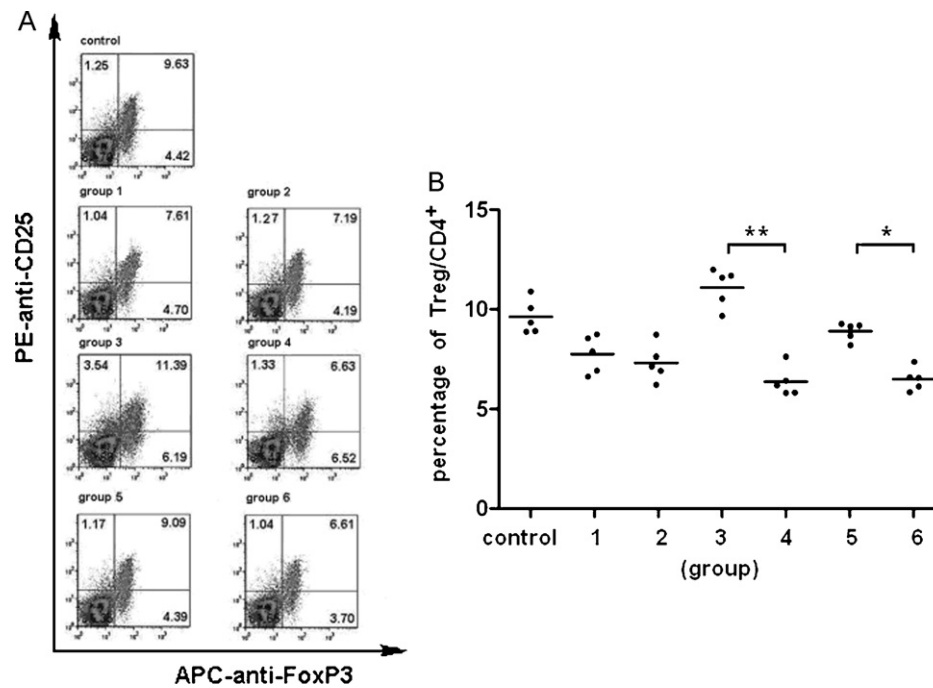 A
control
1.25 9.63
4.42
group 1
1.04 7.61
4.70
group 2
1.27 7.19
4.19
group 3
3.54 11.39
6.19
group 4
1.33 6.63
6.52
group 5
1.17 9.09
4.39
group 6
1.04 6.61
3.70
PE-anti-CD25
APC-anti-FoxP3
B
percentage of Treg/CD4+
15
10
5
0
**
*
control 1 2 3 4 5 6
(group)